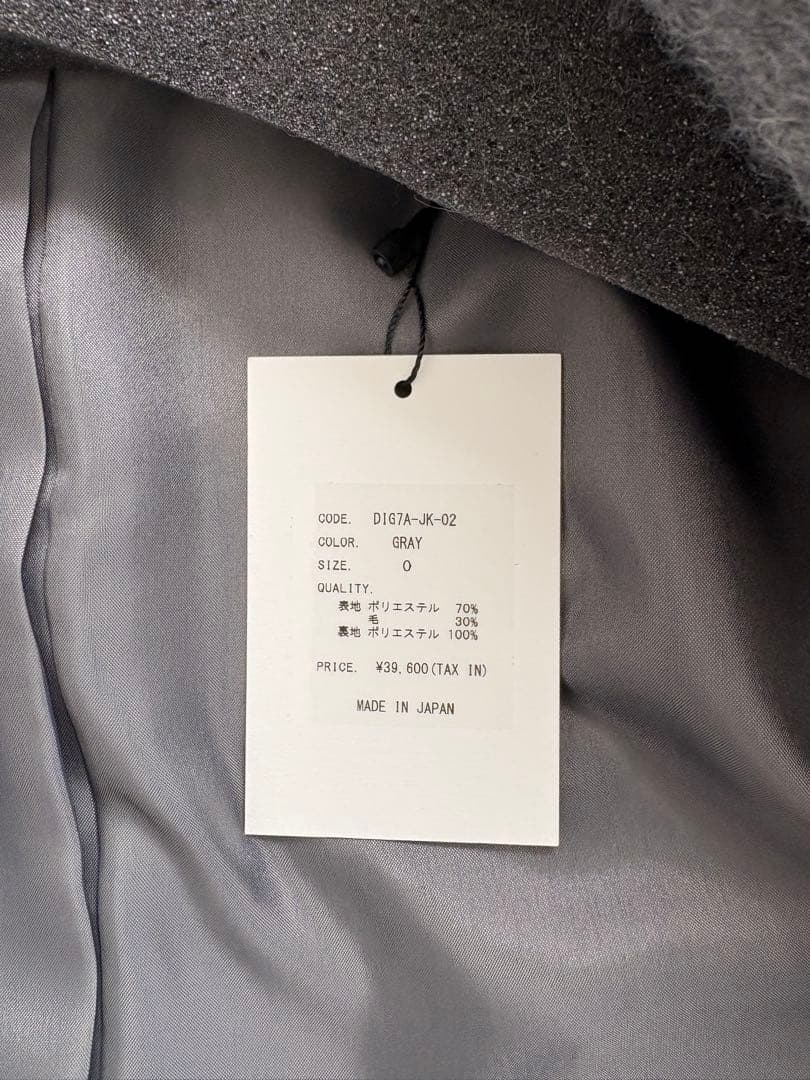 CODE. DIG7A-JK-02
COLOR. GRAY
SIZE. 0
QUALITY.
表地 ポリエステル 70%
毛 30%
裏地 ポリエステル 100%
PRICE. ¥39,600(TAX IN)
MADE IN JAPAN